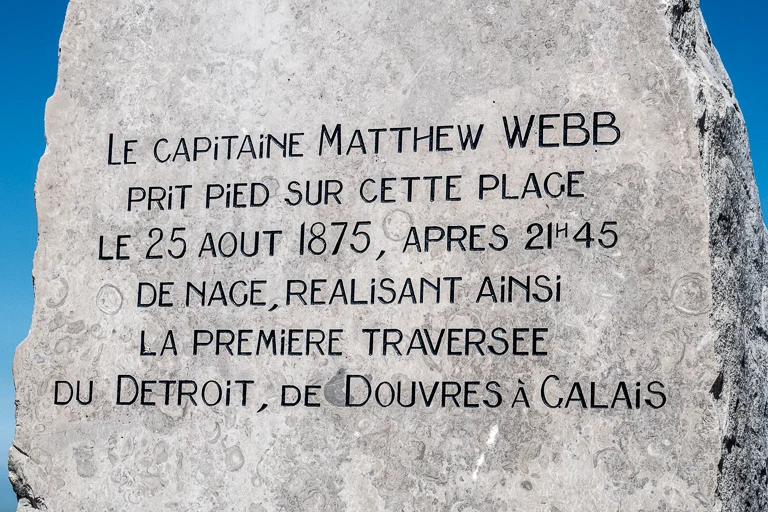 LE CAPiTAiNE MATTHEW WEBB
PRiT PiED SUR CETTE PLAGE
LE 25 AOUT 1875, APRES 21H45
DE NAGE, REALiSANT AiNSi
LA PREMiERE TRAVERSEE
DU DETROiT, DE DOUVRES À CALAiS